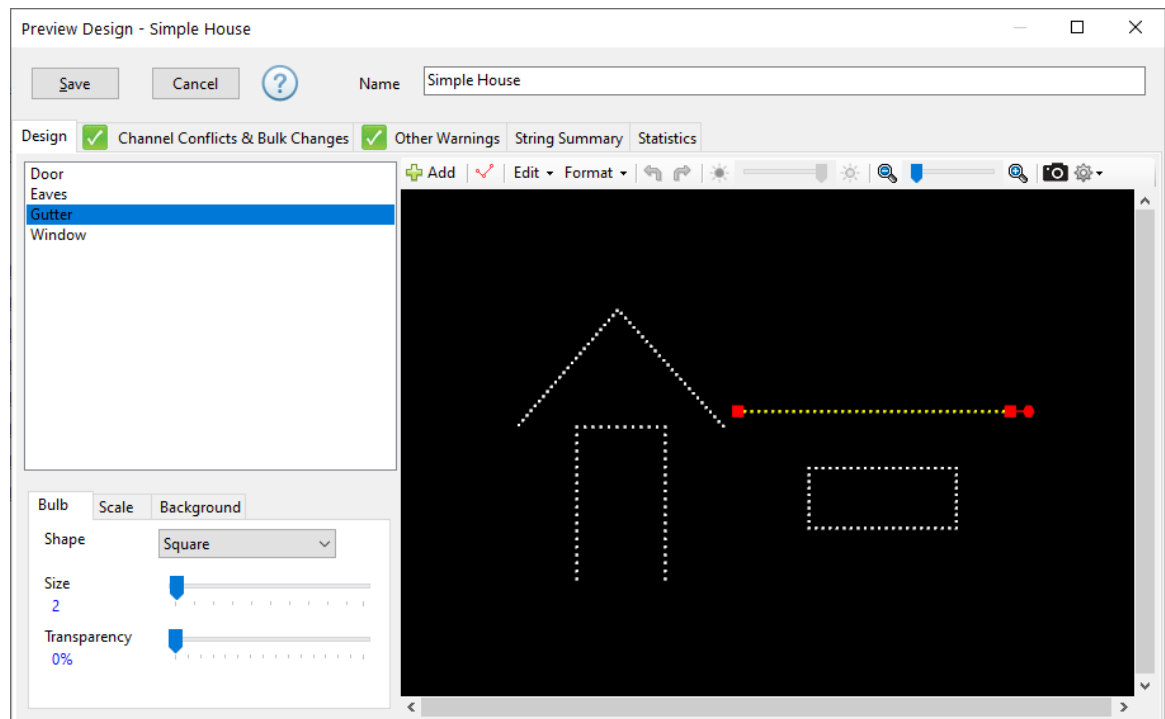 Preview Design - Simple House
Save Cancel ? Name Simple House
Design Channel Conflicts & Bulk Changes Other Warnings String Summary Statistics
Door
Eaves
Gutter
Window
Add Edit Format
Bulb Scale Background
Shape Square
Size
2
Transparency
0%